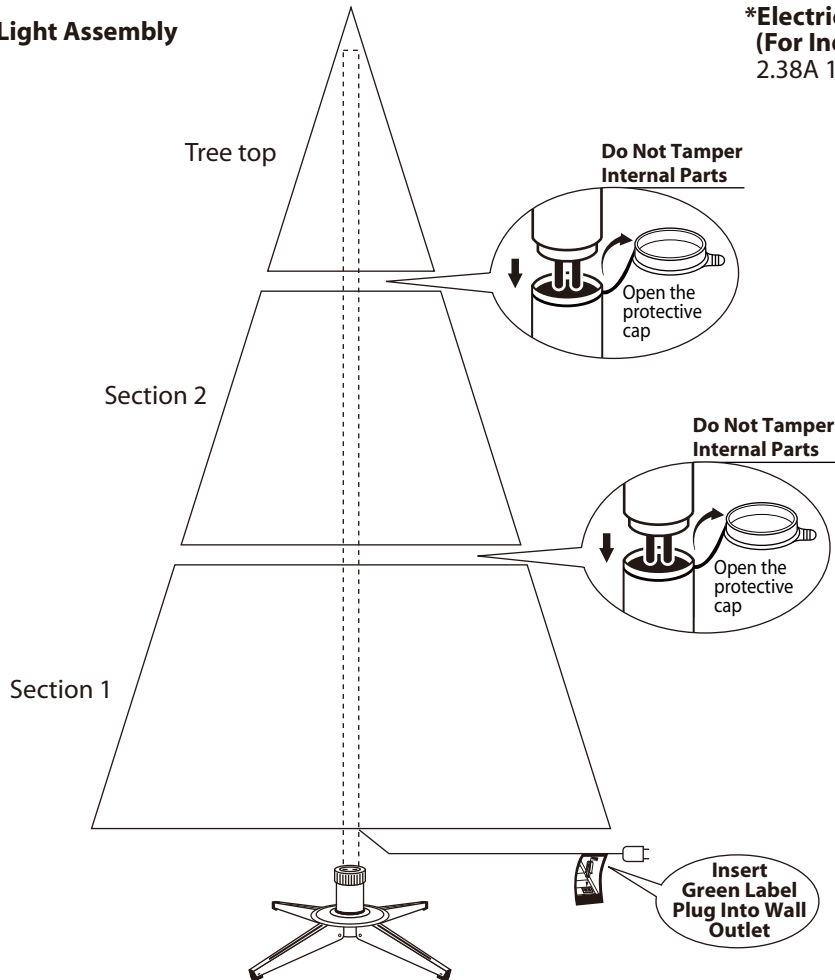 Light Assembly
*Electric
(For In
2.38A 1
Tree top
Do Not Tamper
Internal Parts
Open the
protective
cap
Section 2
Do Not Tamper
Internal Parts
Open the
protective
cap
Section 1
Insert
Green Label
Plug Into Wall
Outlet